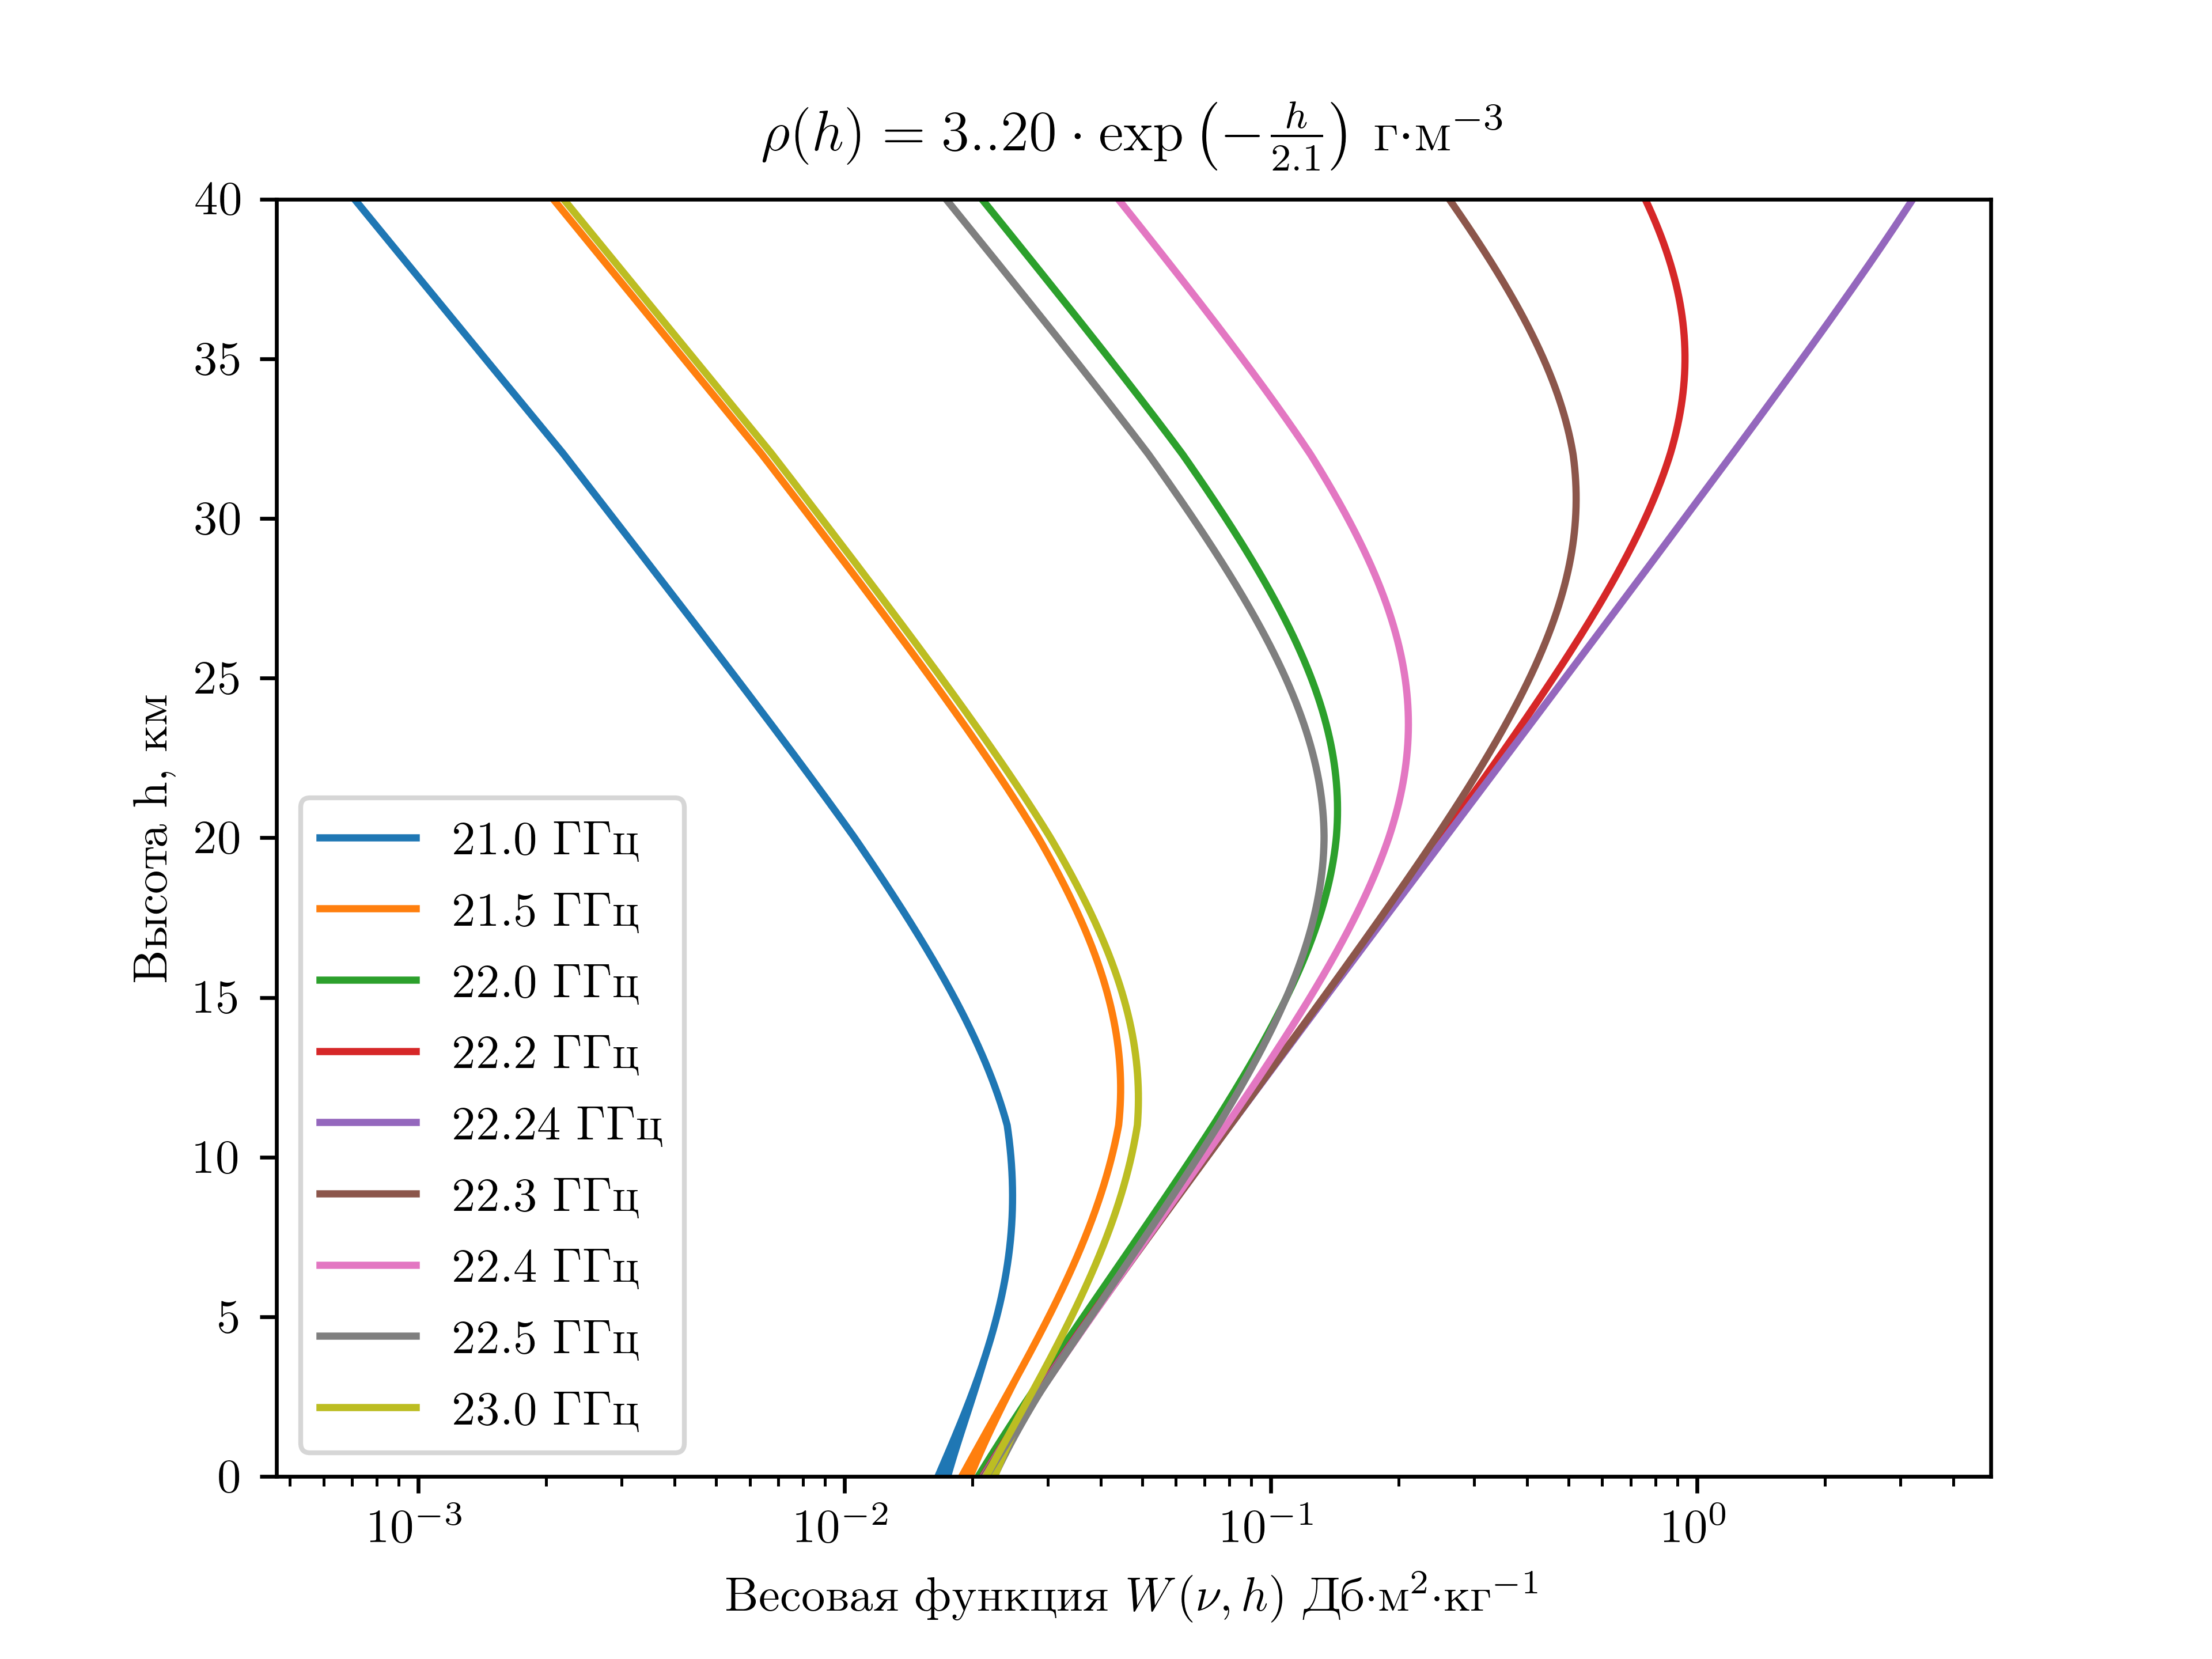 ρ(h) = 3..20 · exp (−h/2.1) г·м⁻³
40
35
30
25
20
15
10
5
0
Высота h, км
21.0 ГГц
21.5 ГГц
22.0 ГГц
22.2 ГГц
22.24 ГГц
22.3 ГГц
22.4 ГГц
22.5 ГГц
23.0 ГГц
10⁻³ 10⁻² 10⁻¹ 10⁰
Весовая функция W(ν, h) Дб·м²·кг⁻¹